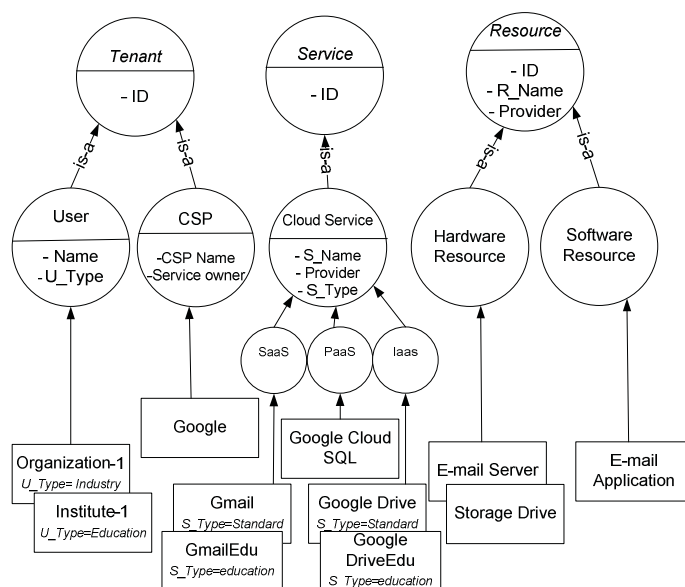 Tenant
- ID
Service
- ID
Resource
- ID
- R_Name
- Provider
is-a
is-a
is-a
is-a
is-a
User
- Name
-U_Type
CSP
-CSP Name
-Service owner
Cloud Service
- S_Name
- Provider
- S_Type
Hardware
Resource
Software
Resource
SaaS
PaaS
Iaas
Google
Google Cloud
SQL
Organization-1
U_Type= Industry
Institute-1
U_Type=Education
Gmail
S_Type=Standard
GmailEdu
S_Type=education
Google Drive
S_Type=Standard
Google
DriveEdu
S_Type=education
E-mail Server
Storage Drive
E-mail
Application